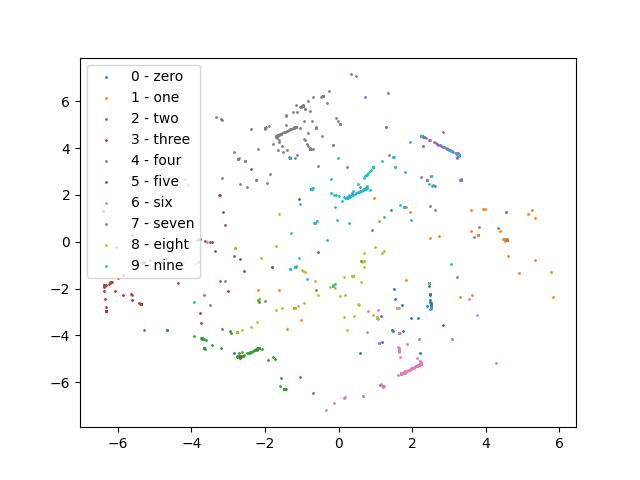 0 - zero
1 - one
2 - two
3 - three
4 - four
5 - five
6 - six
7 - seven
8 - eight
9 - nine
6
4
2
0
−2
−4
−6
−6 −4 −2 0 2 4 6